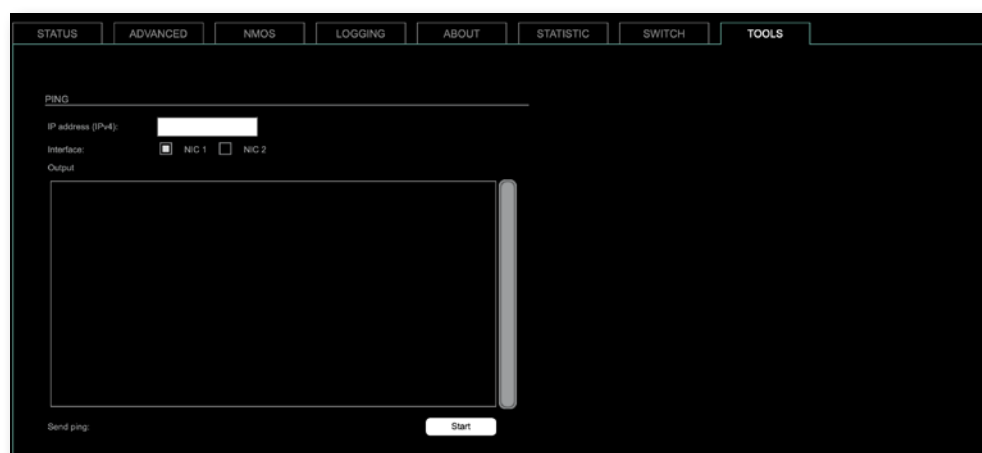 STATUS ADVANCED NMOS LOGGING ABOUT STATISTIC SWITCH TOOLS
PING
IP address (IPv4):
Interface: NIC 1 NIC 2
Output
Send ping: Start